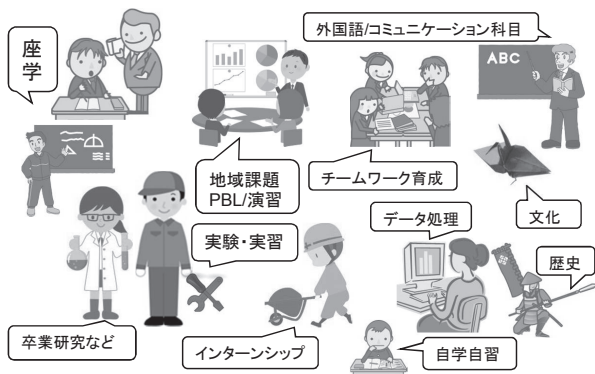 座
学
外国語/コミュニケーション科目
ABC
地域課題
PBL/演習
チームワーク育成
文化
実験・実習
データ処理
歴史
卒業研究など
インターンシップ
自学自習